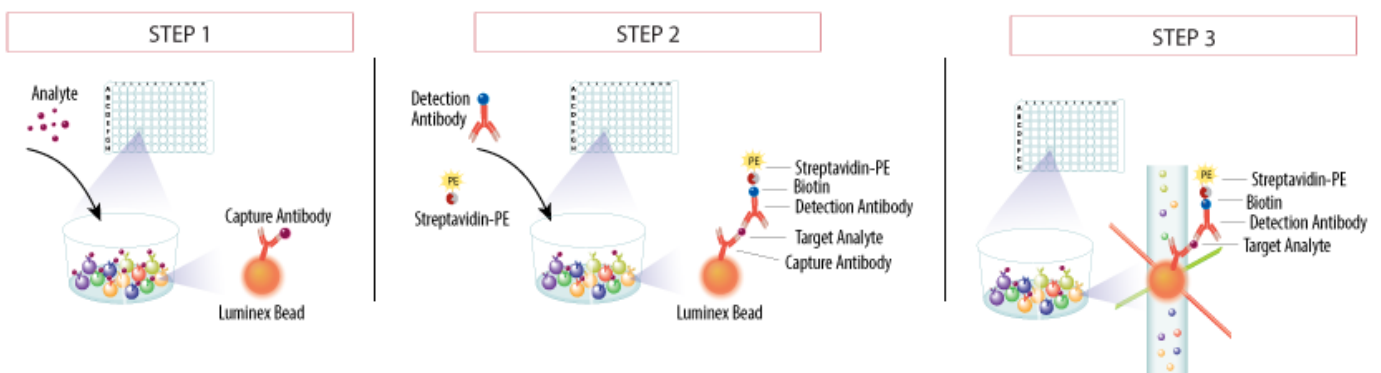 STEP 1
Analyte
A
B
C
D
E
F
G
H
Capture Antibody
Luminex Bead
STEP 2
Detection
Antibody
PE
Streptavidin-PE
A
B
C
D
E
F
G
H
PE
Streptavidin-PE
Biotin
Detection Antibody
Target Analyte
Capture Antibody
Luminex Bead
STEP 3
A
B
C
D
E
F
G
H
PE
Streptavidin-PE
Biotin
Detection Antibody
Target Analyte